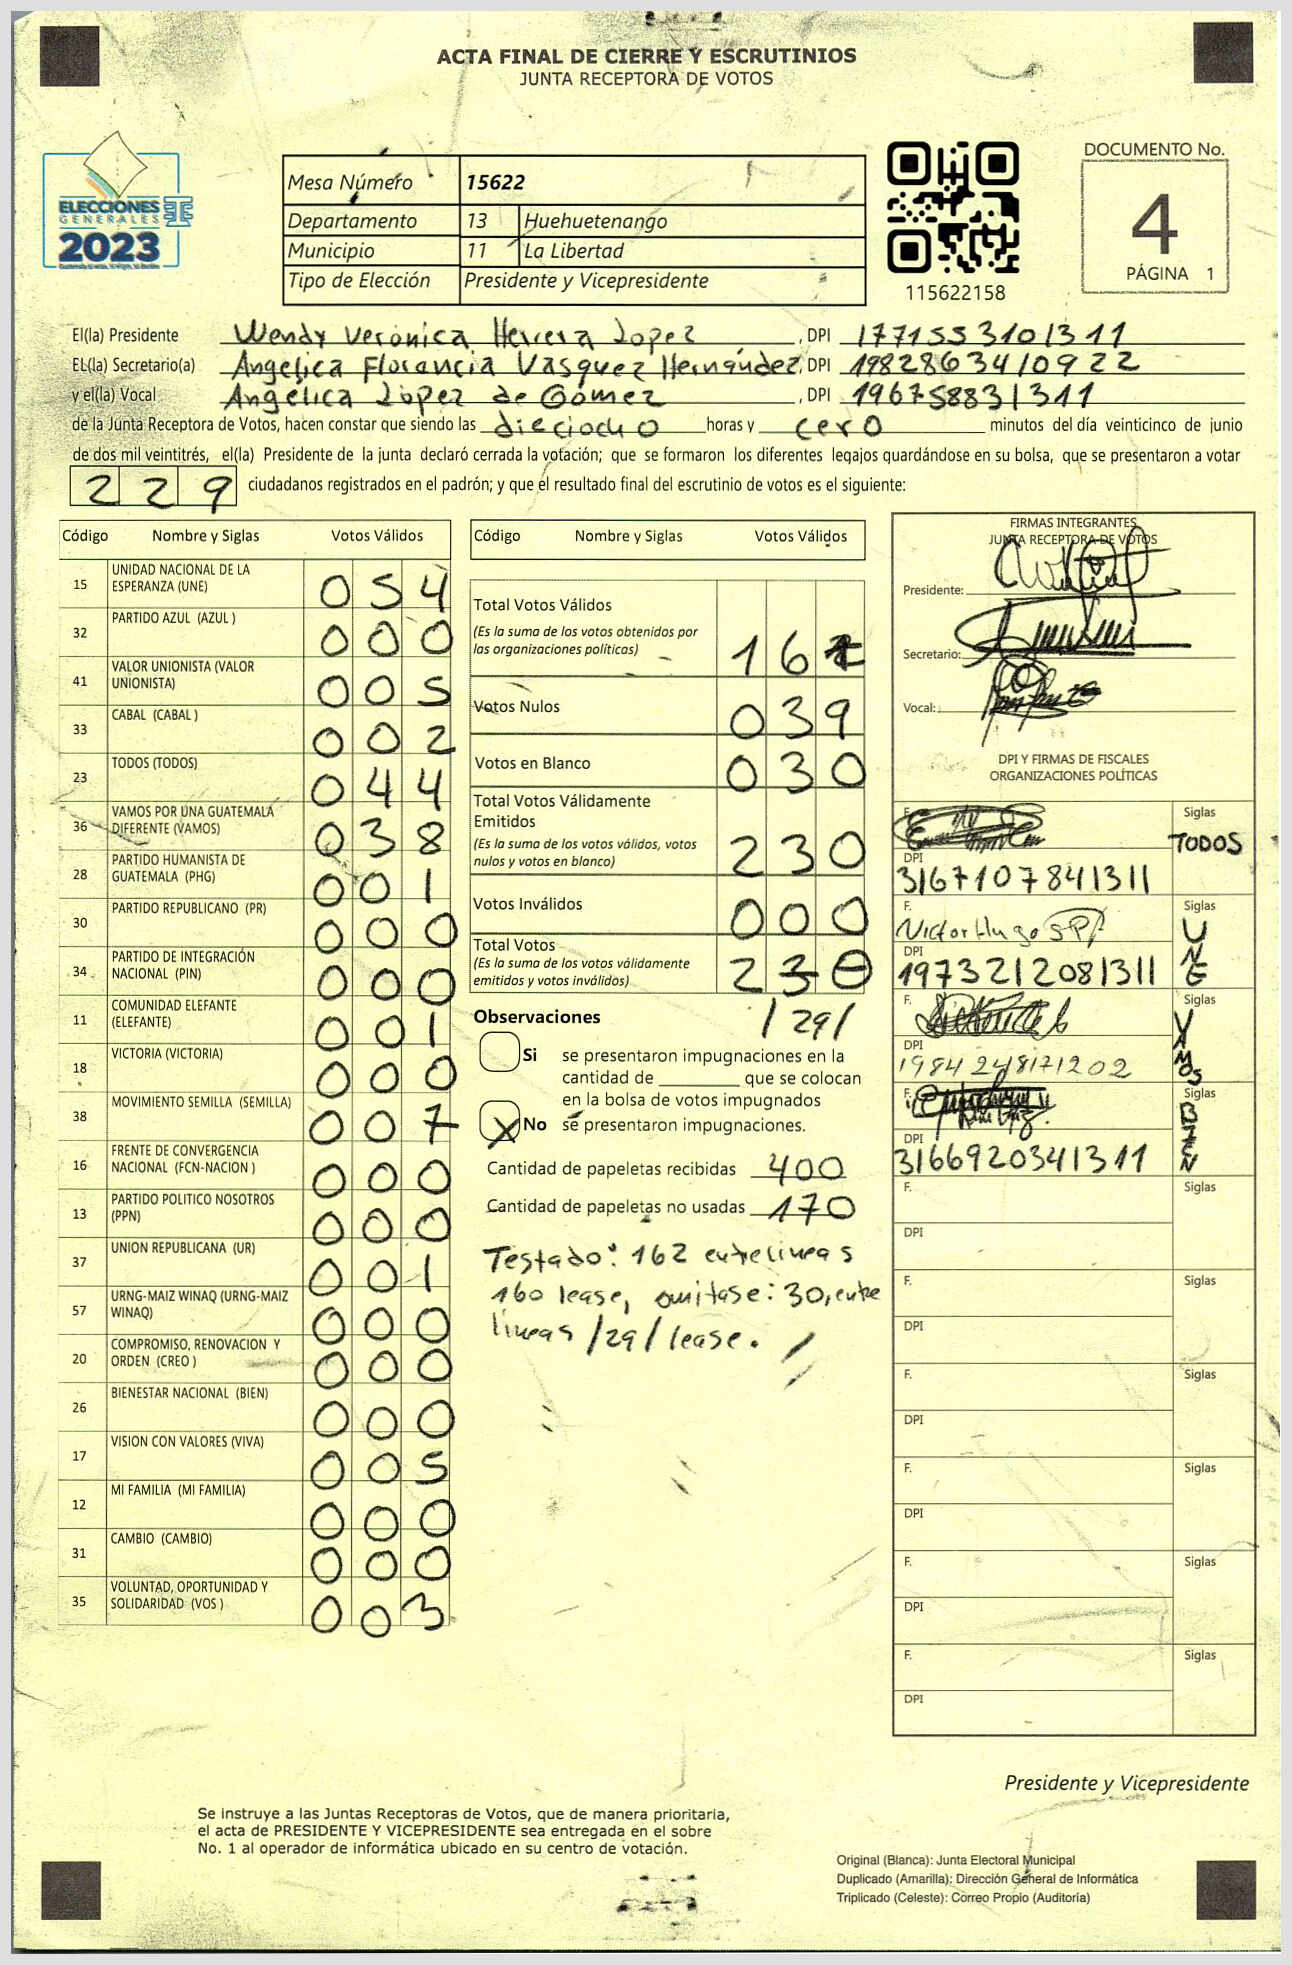 ACTA FINAL DE CIERRE Y ESCRUTINIOS
JUNTA RECEPTORA DE VOTOS
ELECCIONES
GENERALES
2023
TSE
Mesa Número 15622
Departamento 13 Huehuetenango
Municipio 11 La Libertad
Tipo de Elección Presidente y Vicepresidente
115622158
DOCUMENTO No.
4
PÁGINA 1
El(la) Presidente Wendy Verónica Herrera Lopez, DPI 1771553101311
EL(la) Secretario(a) Angelica Florencia Vasquez Hernández, DPI 1982863410922
y el(la) Vocal Angelica López de Gómez, DPI 1967588311311
de la Junta Receptora de Votos, hacen constar que siendo las dieciocho horas y cero minutos del día veinticinco de junio
de dos mil veintitrés, el(la) Presidente de la junta declaró cerrada la votación; que se formaron los diferentes legajos guardándose en su bolsa, que se presentaron a votar
229 ciudadanos registrados en el padrón; y que el resultado final del escrutinio de votos es el siguiente:
Código Nombre y Siglas Votos Válidos
15 UNIDAD NACIONAL DE LA ESPERANZA (UNE) 054
32 PARTIDO AZUL (AZUL ) 000
41 VALOR UNIONISTA (VALOR UNIONISTA) 005
33 CABAL (CABAL ) 002
23 TODOS (TODOS) 044
36 VAMOS POR UNA GUATEMALA DIFERENTE (VAMOS) 038
28 PARTIDO HUMANISTA DE GUATEMALA (PHG) 001
30 PARTIDO REPUBLICANO (PR) 000
34 PARTIDO DE INTEGRACIÓN NACIONAL (PIN) 000
11 COMUNIDAD ELEFANTE (ELEFANTE) 001
18 VICTORIA (VICTORIA) 000
38 MOVIMIENTO SEMILLA (SEMILLA) 007
16 FRENTE DE CONVERGENCIA NACIONAL (FCN-NACION ) 000
13 PARTIDO POLITICO NOSOTROS (PPN) 000
37 UNION REPUBLICANA (UR) 001
57 URNG-MAIZ WINAQ (URNG-MAIZ WINAQ) 000
20 COMPROMISO, RENOVACION Y ORDEN (CREO ) 000
26 BIENESTAR NACIONAL (BIEN) 000
17 VISION CON VALORES (VIVA) 005
12 MI FAMILIA (MI FAMILIA) 000
31 CAMBIO (CAMBIO) 000
35 VOLUNTAD, OPORTUNIDAD Y SOLIDARIDAD (VOS ) 003
Código Nombre y Siglas Votos Válidos
Total Votos Válidos
(Es la suma de los votos obtenidos por
las organizaciones políticas) 16
Votos Nulos 039
Votos en Blanco 030
Total Votos Válidamente
Emitidos
(Es la suma de los votos válidos, votos
nulos y votos en blanco) 230
Votos Inválidos 000
Total Votos
(Es la suma de los votos válidamente
emitidos y votos inválidos) 230
/29/
Observaciones
Si se presentaron impugnaciones en la
cantidad de ________ que se colocan
en la bolsa de votos impugnados
X No se presentaron impugnaciones.
Cantidad de papeletas recibidas 400
Cantidad de papeletas no usadas 170
Testado: 162 entrelineas
160 lease, omitase: 30, entre
lineas /29/ lease.
FIRMAS INTEGRANTES
JUNTA RECEPTORA DE VOTOS
Presidente:
Secretario:
Vocal:
DPI Y FIRMAS DE FISCALES
ORGANIZACIONES POLÍTICAS
F. Siglas
TODOS
DPI
3167107841311
F. Victor Hugo Siglas
UNE
DPI
1973212081311
F. Siglas
VAMOS
DPI
1984248171202
F. Siglas
BIEN
DPI
3166920341311
F. Siglas
DPI
F. Siglas
DPI
F. Siglas
DPI
F. Siglas
DPI
F. Siglas
DPI
F. Siglas
DPI
Presidente y Vicepresidente
Se instruye a las Juntas Receptoras de Votos, que de manera prioritaria,
el acta de PRESIDENTE Y VICEPRESIDENTE sea entregada en el sobre
No. 1 al operador de informática ubicado en su centro de votación.
Original (Blanca): Junta Electoral Municipal
Duplicado (Amarilla): Dirección General de Informática
Triplicado (Celeste): Correo Propio (Auditoría)